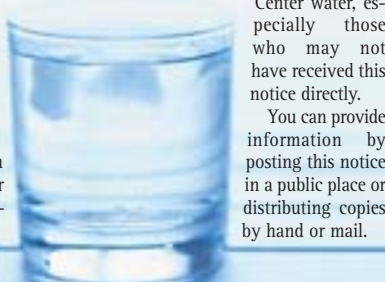 Center water, es-
pecially those
who may not
have received this
notice directly.
You can provide
information by
posting this notice
in a public place or
distributing copies
by hand or mail.